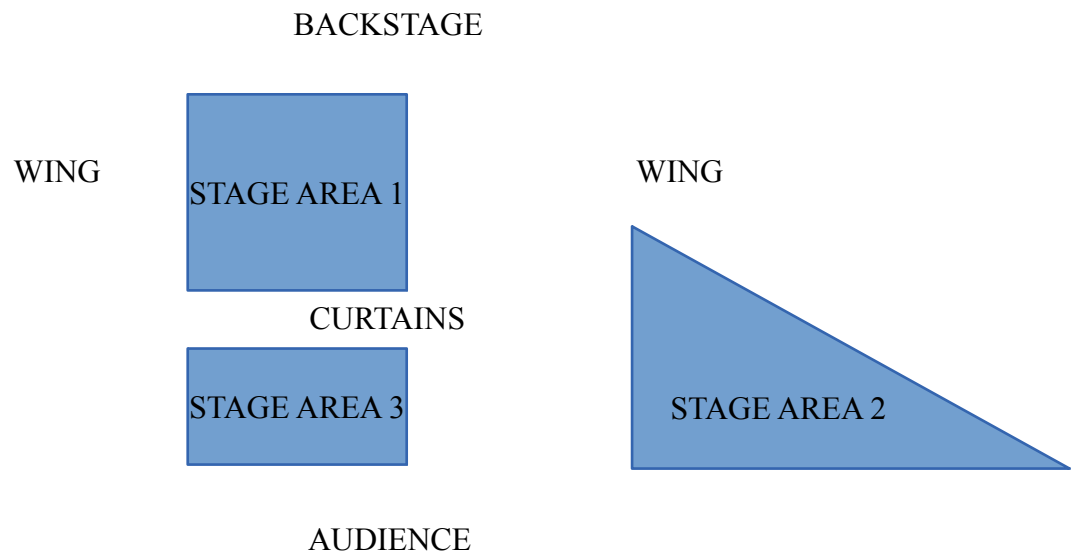 BACKSTAGE
WING
WING
STAGE AREA 1
CURTAINS
STAGE AREA 3
STAGE AREA 2
AUDIENCE